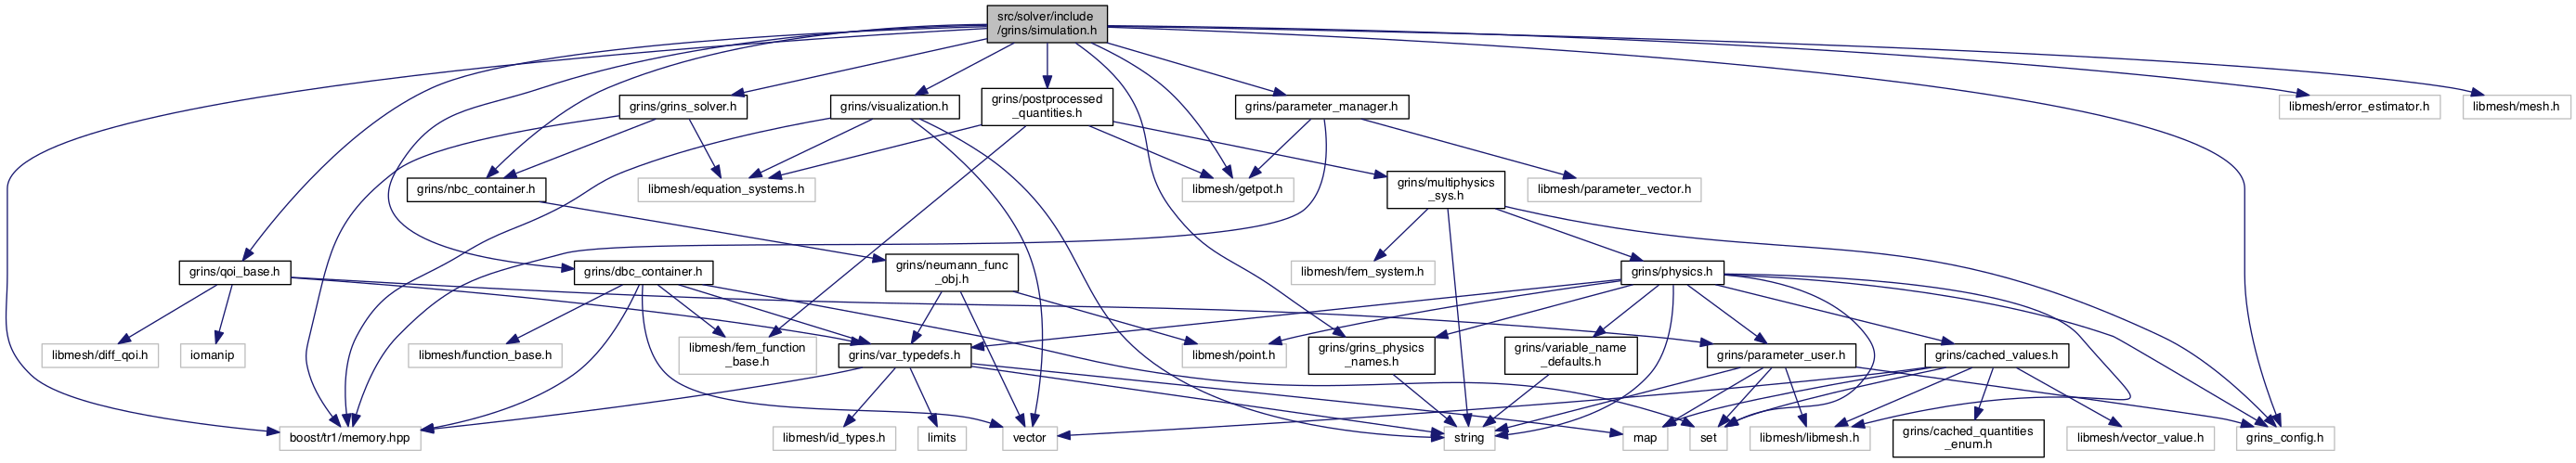 src/solver/include
/grins/simulation.h
grins/grins_solver.h
grins/visualization.h
grins/postprocessed
_quantities.h
grins/parameter_manager.h
libmesh/error_estimator.h
libmesh/mesh.h
grins/nbc_container.h
libmesh/equation_systems.h
libmesh/getpot.h
grins/multiphysics
_sys.h
libmesh/parameter_vector.h
grins/qoi_base.h
grins/dbc_container.h
grins/neumann_func
_obj.h
libmesh/fem_system.h
grins/physics.h
libmesh/diff_qoi.h
iomanip
libmesh/function_base.h
libmesh/fem_function
_base.h
grins/var_typedefs.h
libmesh/point.h
grins/grins_physics
_names.h
grins/variable_name
_defaults.h
grins/parameter_user.h
grins/cached_values.h
boost/tr1/memory.hpp
libmesh/id_types.h
limits
vector
string
map
set
libmesh/libmesh.h
grins/cached_quantities
_enum.h
libmesh/vector_value.h
grins_config.h